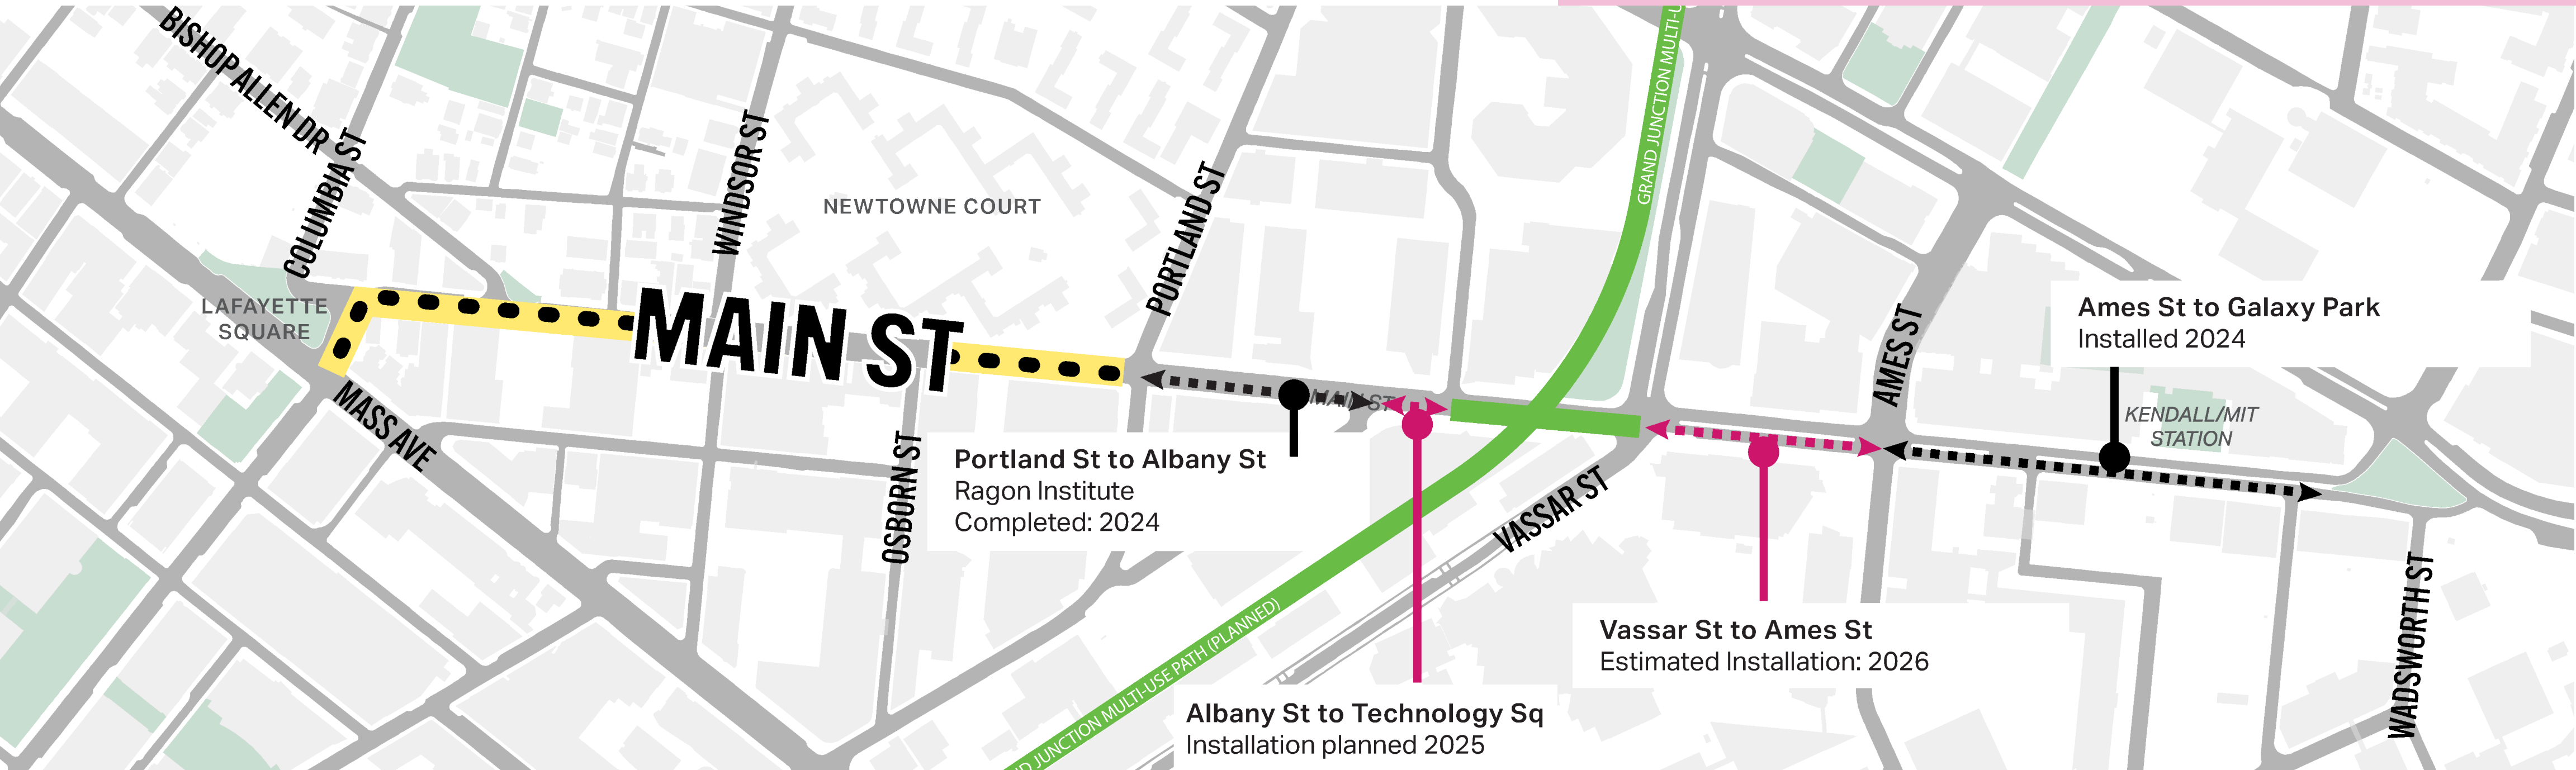 BISHOP ALLEN DR
COLUMBIA ST
WINDSOR ST
NEWTOWNE COURT
PORTLAND ST
GRAND JUNCTION MULTI-U
LAFAYETTE
SQUARE
MAIN ST
MAIN ST
MASS AVE
OSBORN ST
Portland St to Albany St
Ragon Institute
Completed: 2024
VASSAR ST
AMES ST
Ames St to Galaxy Park
Installed 2024
KENDALL/MIT
STATION
Vassar St to Ames St
Estimated Installation: 2026
WADSWORTH ST
ND JUNCTION MULTI-USE PATH (PLANNED)
Albany St to Technology Sq
Installation planned 2025